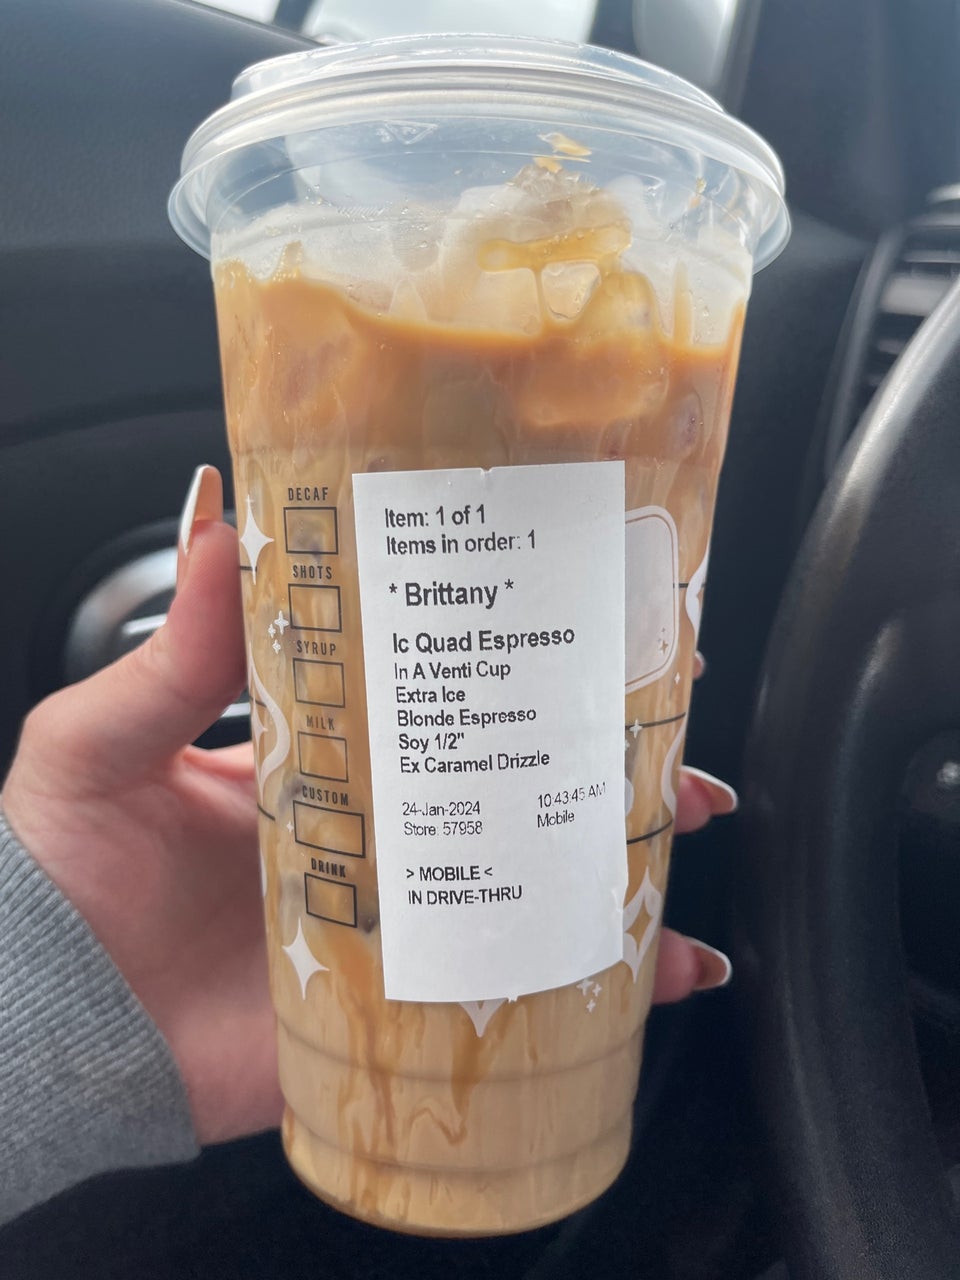 DECAF
SHOTS
SYRUP
MILK
CUSTOM
DRINK
Item: 1 of 1
Items in order: 1
* Brittany *
Ic Quad Espresso
In A Venti Cup
Extra Ice
Blonde Espresso
Soy 1/2"
Ex Caramel Drizzle
24-Jan-2024 10:43:45 AM
Store: 57958 Mobile
> MOBILE <
IN DRIVE-THRU